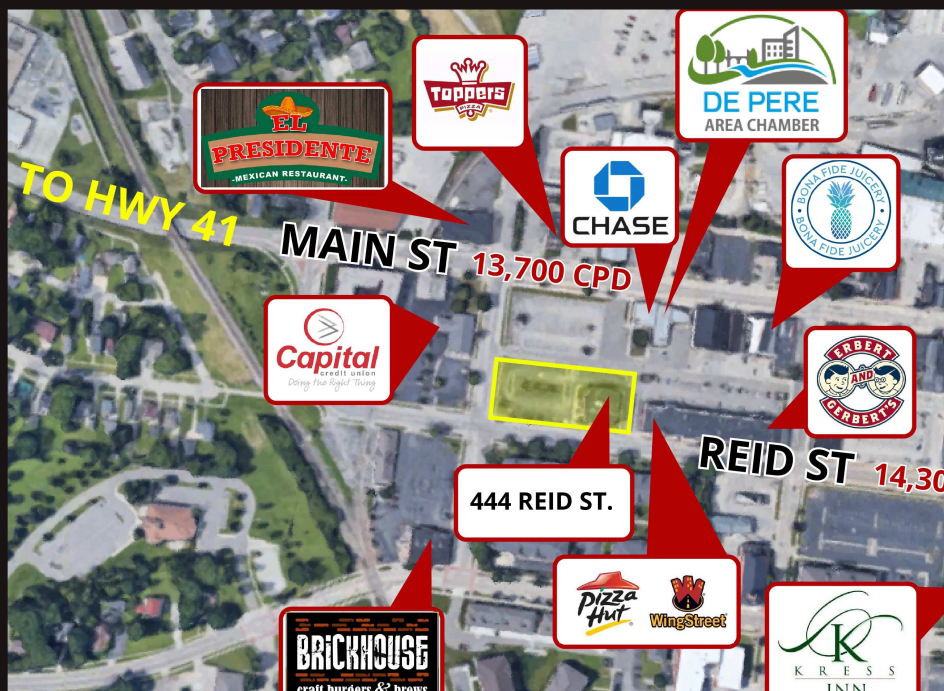 TO HWY 41
EL
PRESIDENTE
-MEXICAN RESTAURANT-
Toppers
PIZZA
DE PERE
AREA CHAMBER
CHASE
BONA FIDE JUICERY
BONA FIDE JUICERY
MAIN ST 13,700 CPD
Capital
credit union
Doing the Right Thing
ERBERT
AND
GERBERT'S
REID ST 14,30
444 REID ST.
Pizza
Hut
WingStreet
BRICKHOUSE
craft burgers & brews
K
KRESS
INN